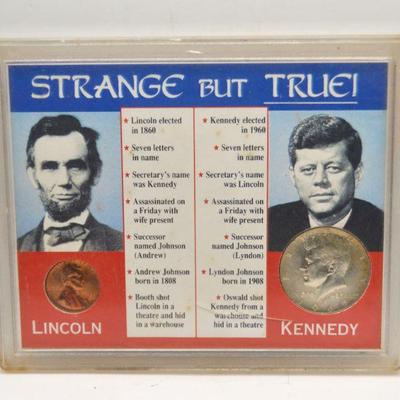 STRANGE BUT TRUE!
★ Lincoln elected
in 1860
★ Seven letters
in name
★ Secretary's name
was Kennedy
★ Assassinated on
a Friday with
wife present
★ Successor
named Johnson
(Andrew)
★ Andrew Johnson
born in 1808
★ Booth shot
Lincoln in a
theatre and hid
in a warehouse
★ Kennedy elected
in 1960
★ Seven letters
in name
★ Secretary's name
was Lincoln
★ Assassinated on
a Friday with
wife present
★ Successor
named Johnson
(Lyndon)
★ Lyndon Johnson
born in 1908
★ Oswald shot
Kennedy from a
warehouse and
hid in a theatre
LINCOLN
KENNEDY